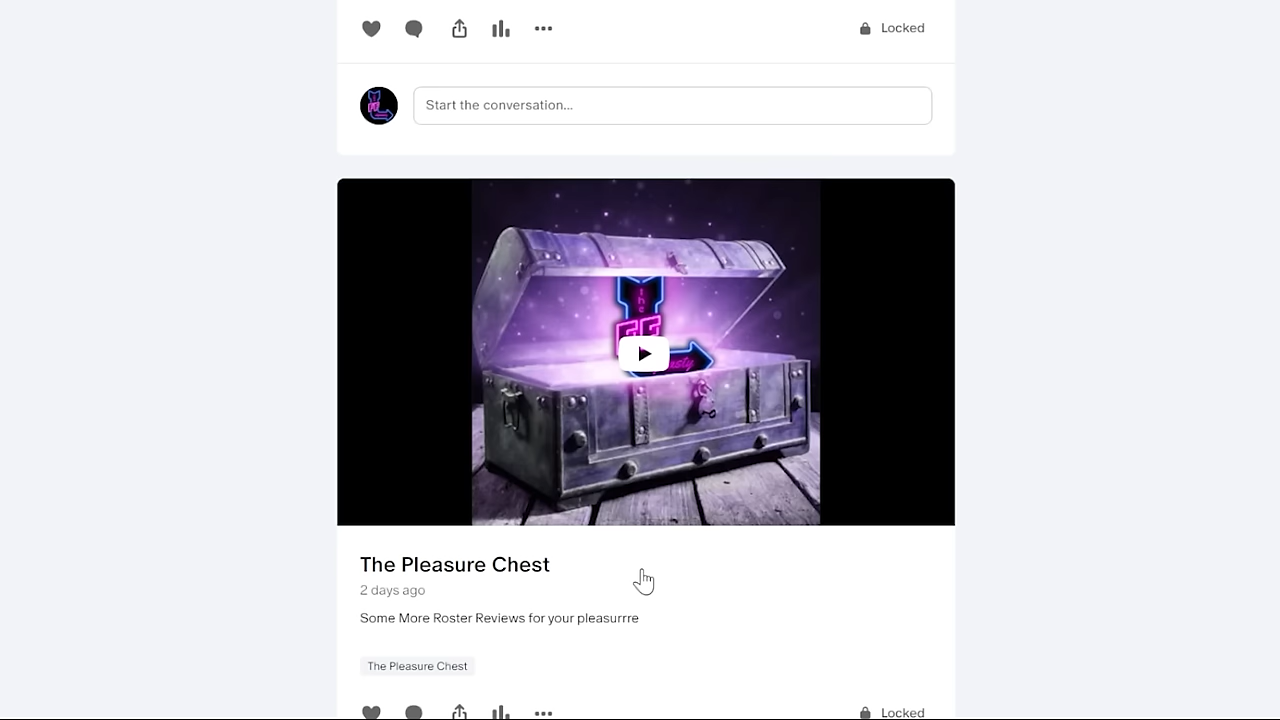 Locked
Start the conversation...
the
The Pleasure Chest
2 days ago
Some More Roster Reviews for your pleasurrre
The Pleasure Chest
Locked